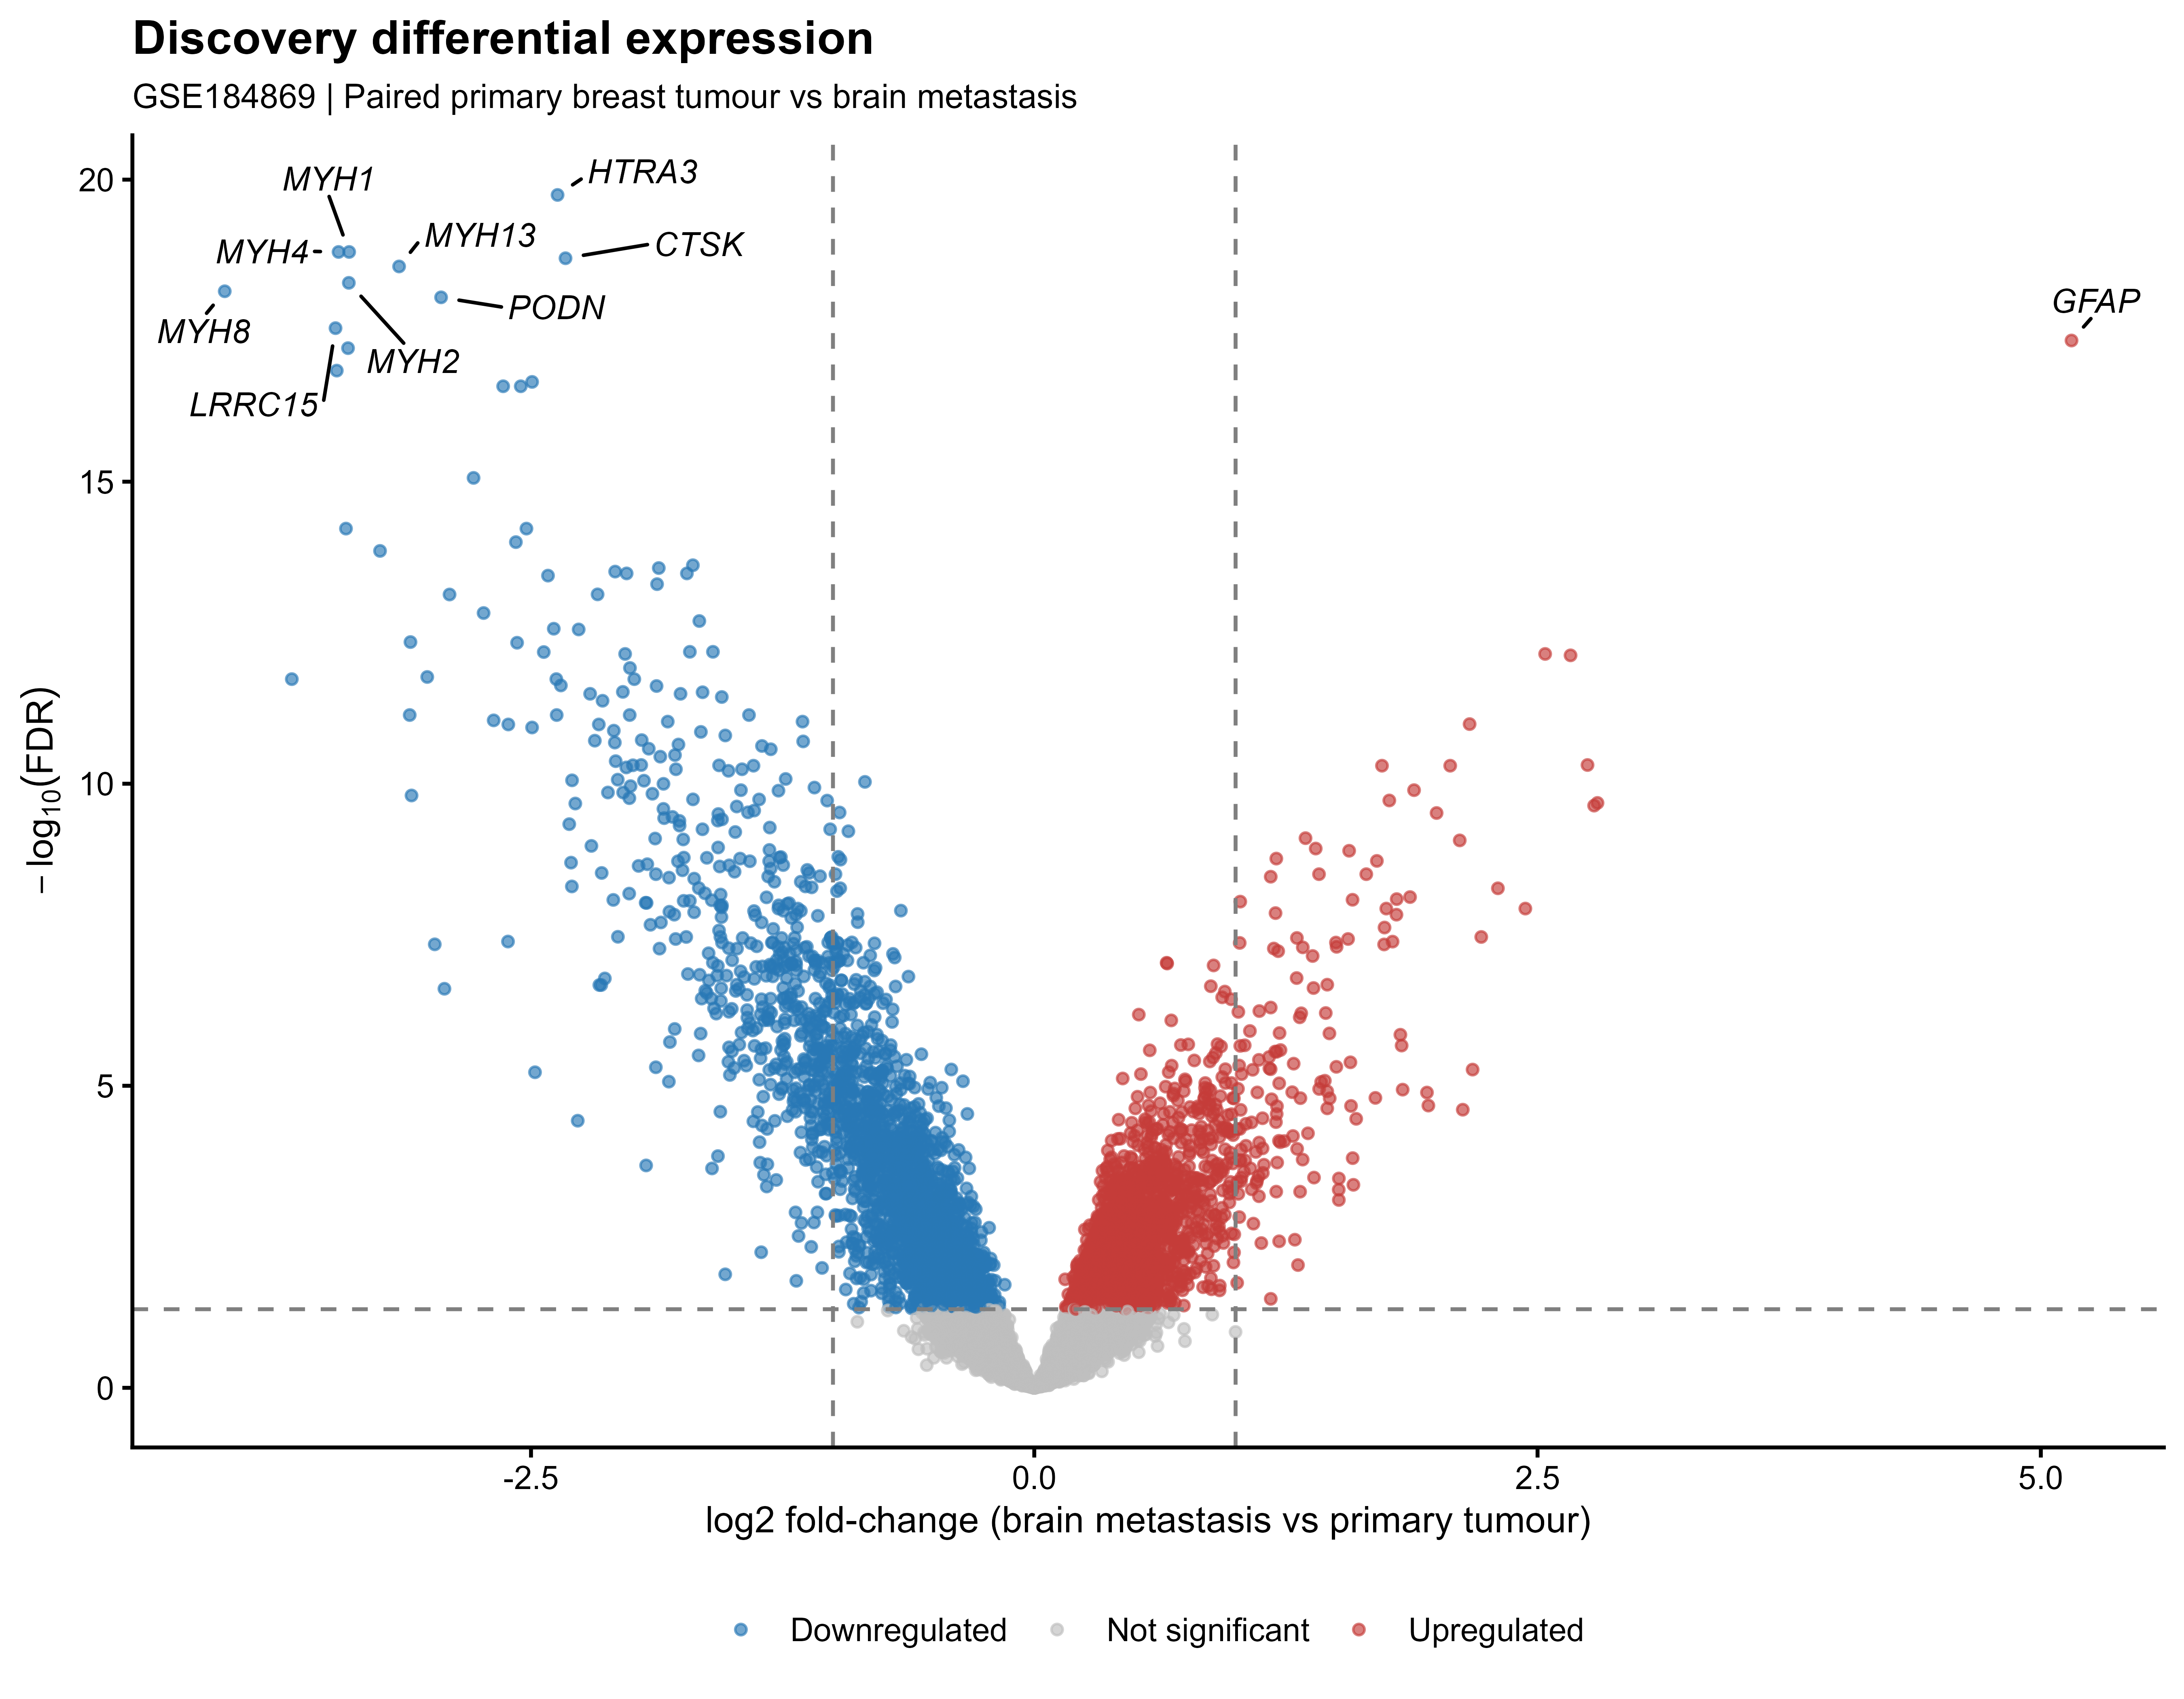 Discovery differential expression
GSE184869 | Paired primary breast tumour vs brain metastasis
20
15
10
5
0
−log10(FDR)
MYH1
HTRA3
MYH4
MYH13
CTSK
MYH8
PODN
MYH2
LRRC15
GFAP
-2.5
0.0
2.5
5.0
log2 fold-change (brain metastasis vs primary tumour)
Downregulated
Not significant
Upregulated